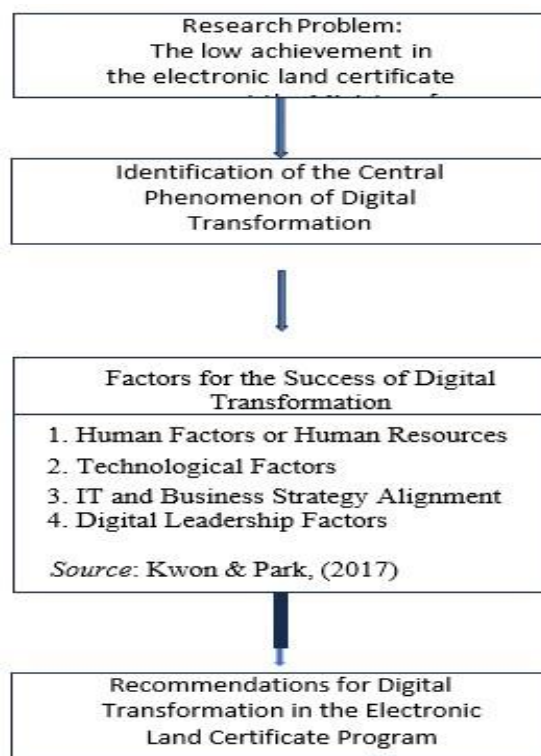 Research Problem:
The low achievement in
the electronic land certificate
Identification of the Central
Phenomenon of Digital
Transformation
Factors for the Success of Digital
Transformation
1. Human Factors or Human Resources
2. Technological Factors
3. IT and Business Strategy Alignment
4. Digital Leadership Factors
Source: Kwon & Park, (2017)
Recommendations for Digital
Transformation in the Electronic
Land Certificate Program